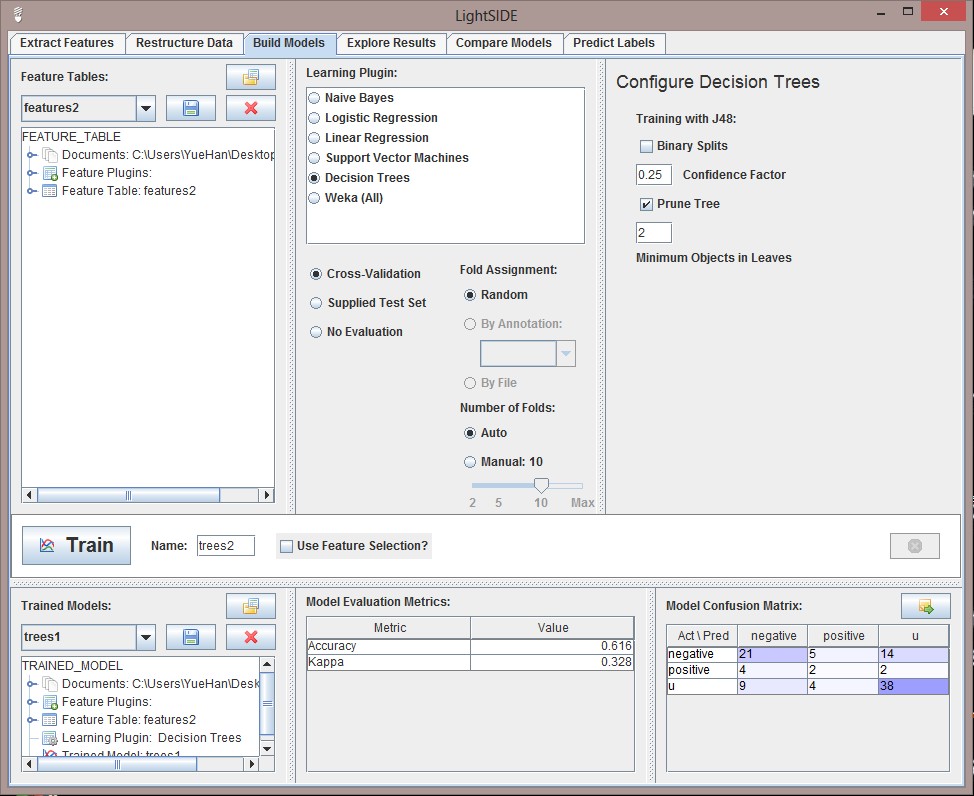 LightSIDE
Extract Features Restructure Data Build Models Explore Results Compare Models Predict Labels
Feature Tables:
features2
FEATURE_TABLE
Documents: C:\Users\YueHan\Desktop
Feature Plugins:
Feature Table: features2
Learning Plugin:
Naive Bayes
Logistic Regression
Linear Regression
Support Vector Machines
Decision Trees
Weka (All)
Cross-Validation
Supplied Test Set
No Evaluation
Fold Assignment:
Random
By Annotation:
By File
Number of Folds:
Auto
Manual: 10
2 5 10 Max
Configure Decision Trees
Training with J48:
Binary Splits
0.25 Confidence Factor
Prune Tree
2
Minimum Objects in Leaves
Train Name: trees2 Use Feature Selection?
Trained Models:
trees1
TRAINED_MODEL
Documents: C:\Users\YueHan\Desk
Feature Plugins:
Feature Table: features2
Learning Plugin: Decision Trees
Trained Model: trees1
Model Evaluation Metrics:
Metric Value
Accuracy 0.616
Kappa 0.328
Model Confusion Matrix:
Act \ Pred negative positive u
negative 21 5 14
positive 4 2 2
u 9 4 38